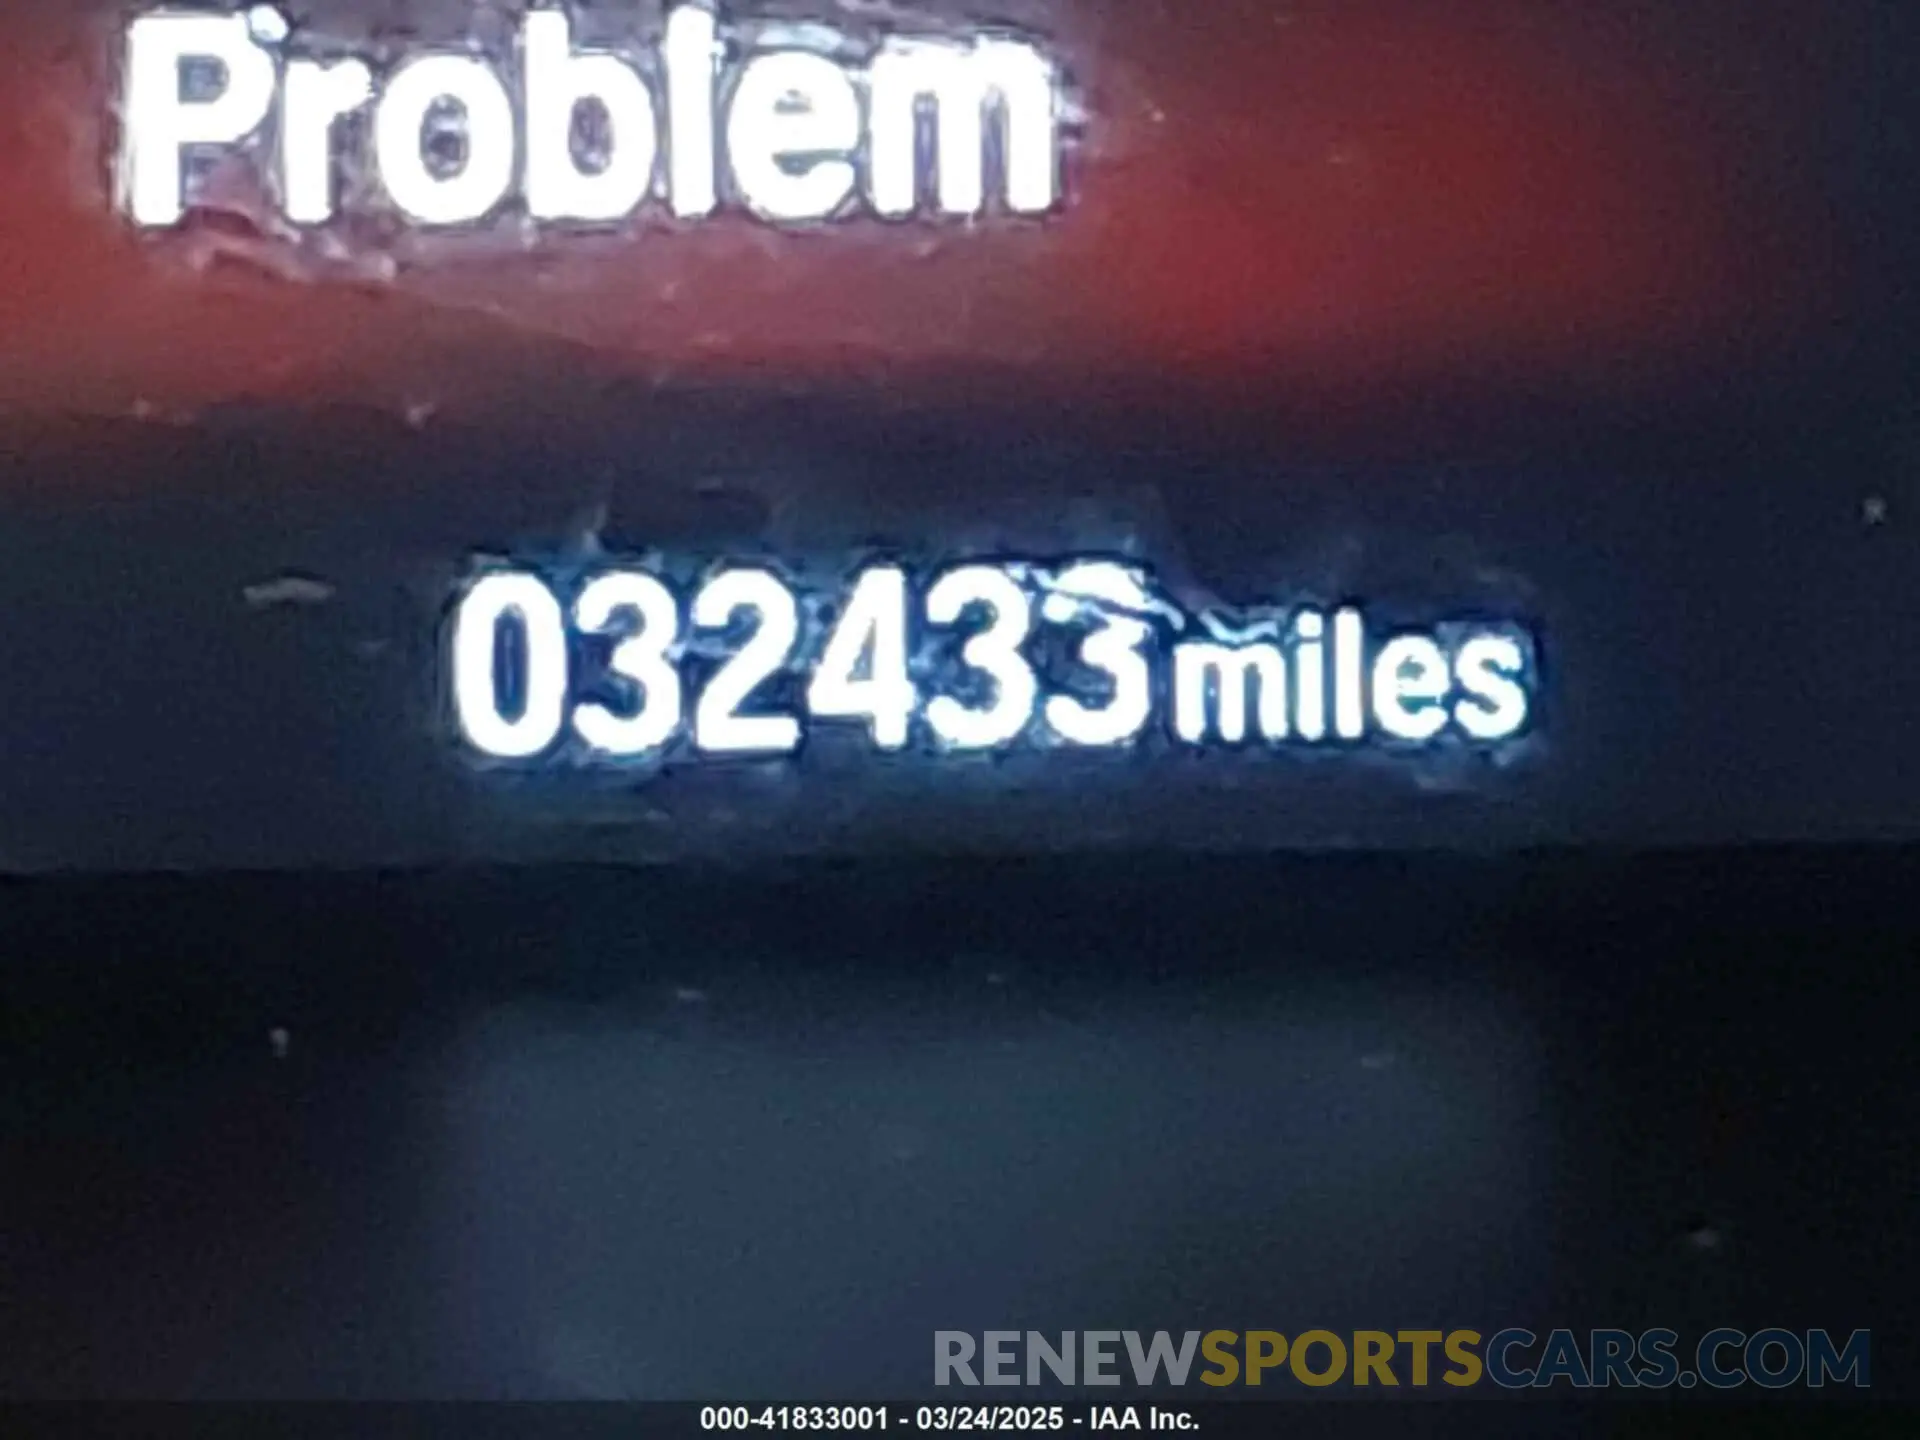 Problem
032433 miles
RENEWSPORTSCARS.COM
000-41833001 - 03/24/2025 - IAA Inc.